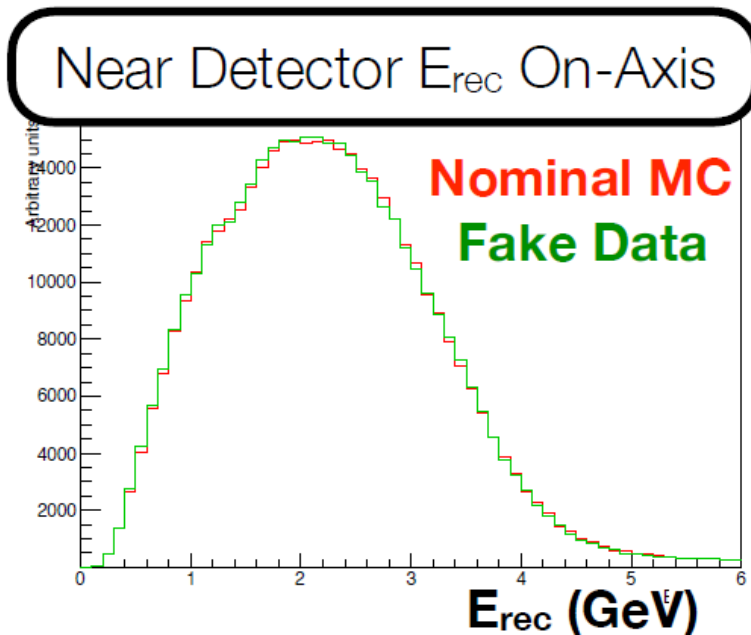 Near Detector Erec On-Axis
Arbitrary units
Nominal MC
Fake Data
14000
12000
10000
8000
6000
4000
2000
0 1 2 3 4 5 6
Erec (GeV)